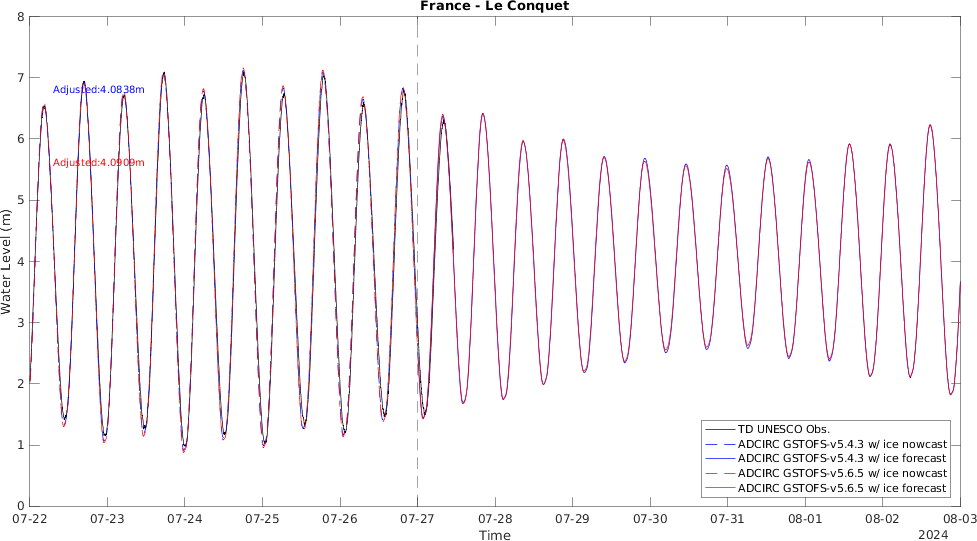 France - Le Conquet
8
7
6
5
4
3
2
1
0
Water Level (m)
Adjusted:4.0838m
Adjusted:4.0909m
TD UNESCO Obs.
ADCIRC GSTOFS-v5.4.3 w/ ice nowcast
ADCIRC GSTOFS-v5.4.3 w/ ice forecast
ADCIRC GSTOFS-v5.6.5 w/ ice nowcast
ADCIRC GSTOFS-v5.6.5 w/ ice forecast
07-22 07-23 07-24 07-25 07-26 07-27 07-28 07-29 07-30 07-31 08-01 08-02 08-03
Time
2024